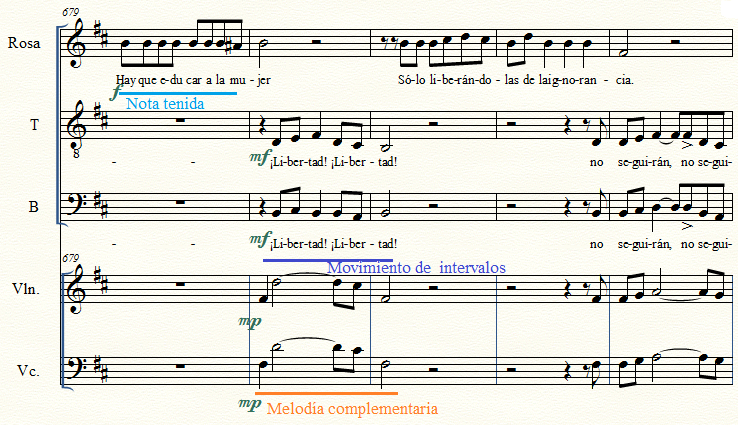 679
Rosa
Hay que e-du car a la mu - jer Só-lo li-be-rán-do - las de laig-no-ran - cia.
f
Nota tenida
T
8
mf ¡Li-ber-tad! ¡Li-ber - tad! no se-gui-rán, no se-gui-
B
mf ¡Li-ber-tad! ¡Li-ber - tad! no se-gui-rán, no se-gui-
679
Movimiento de intervalos
Vln.
mp
Vc.
mp Melodía complementaria